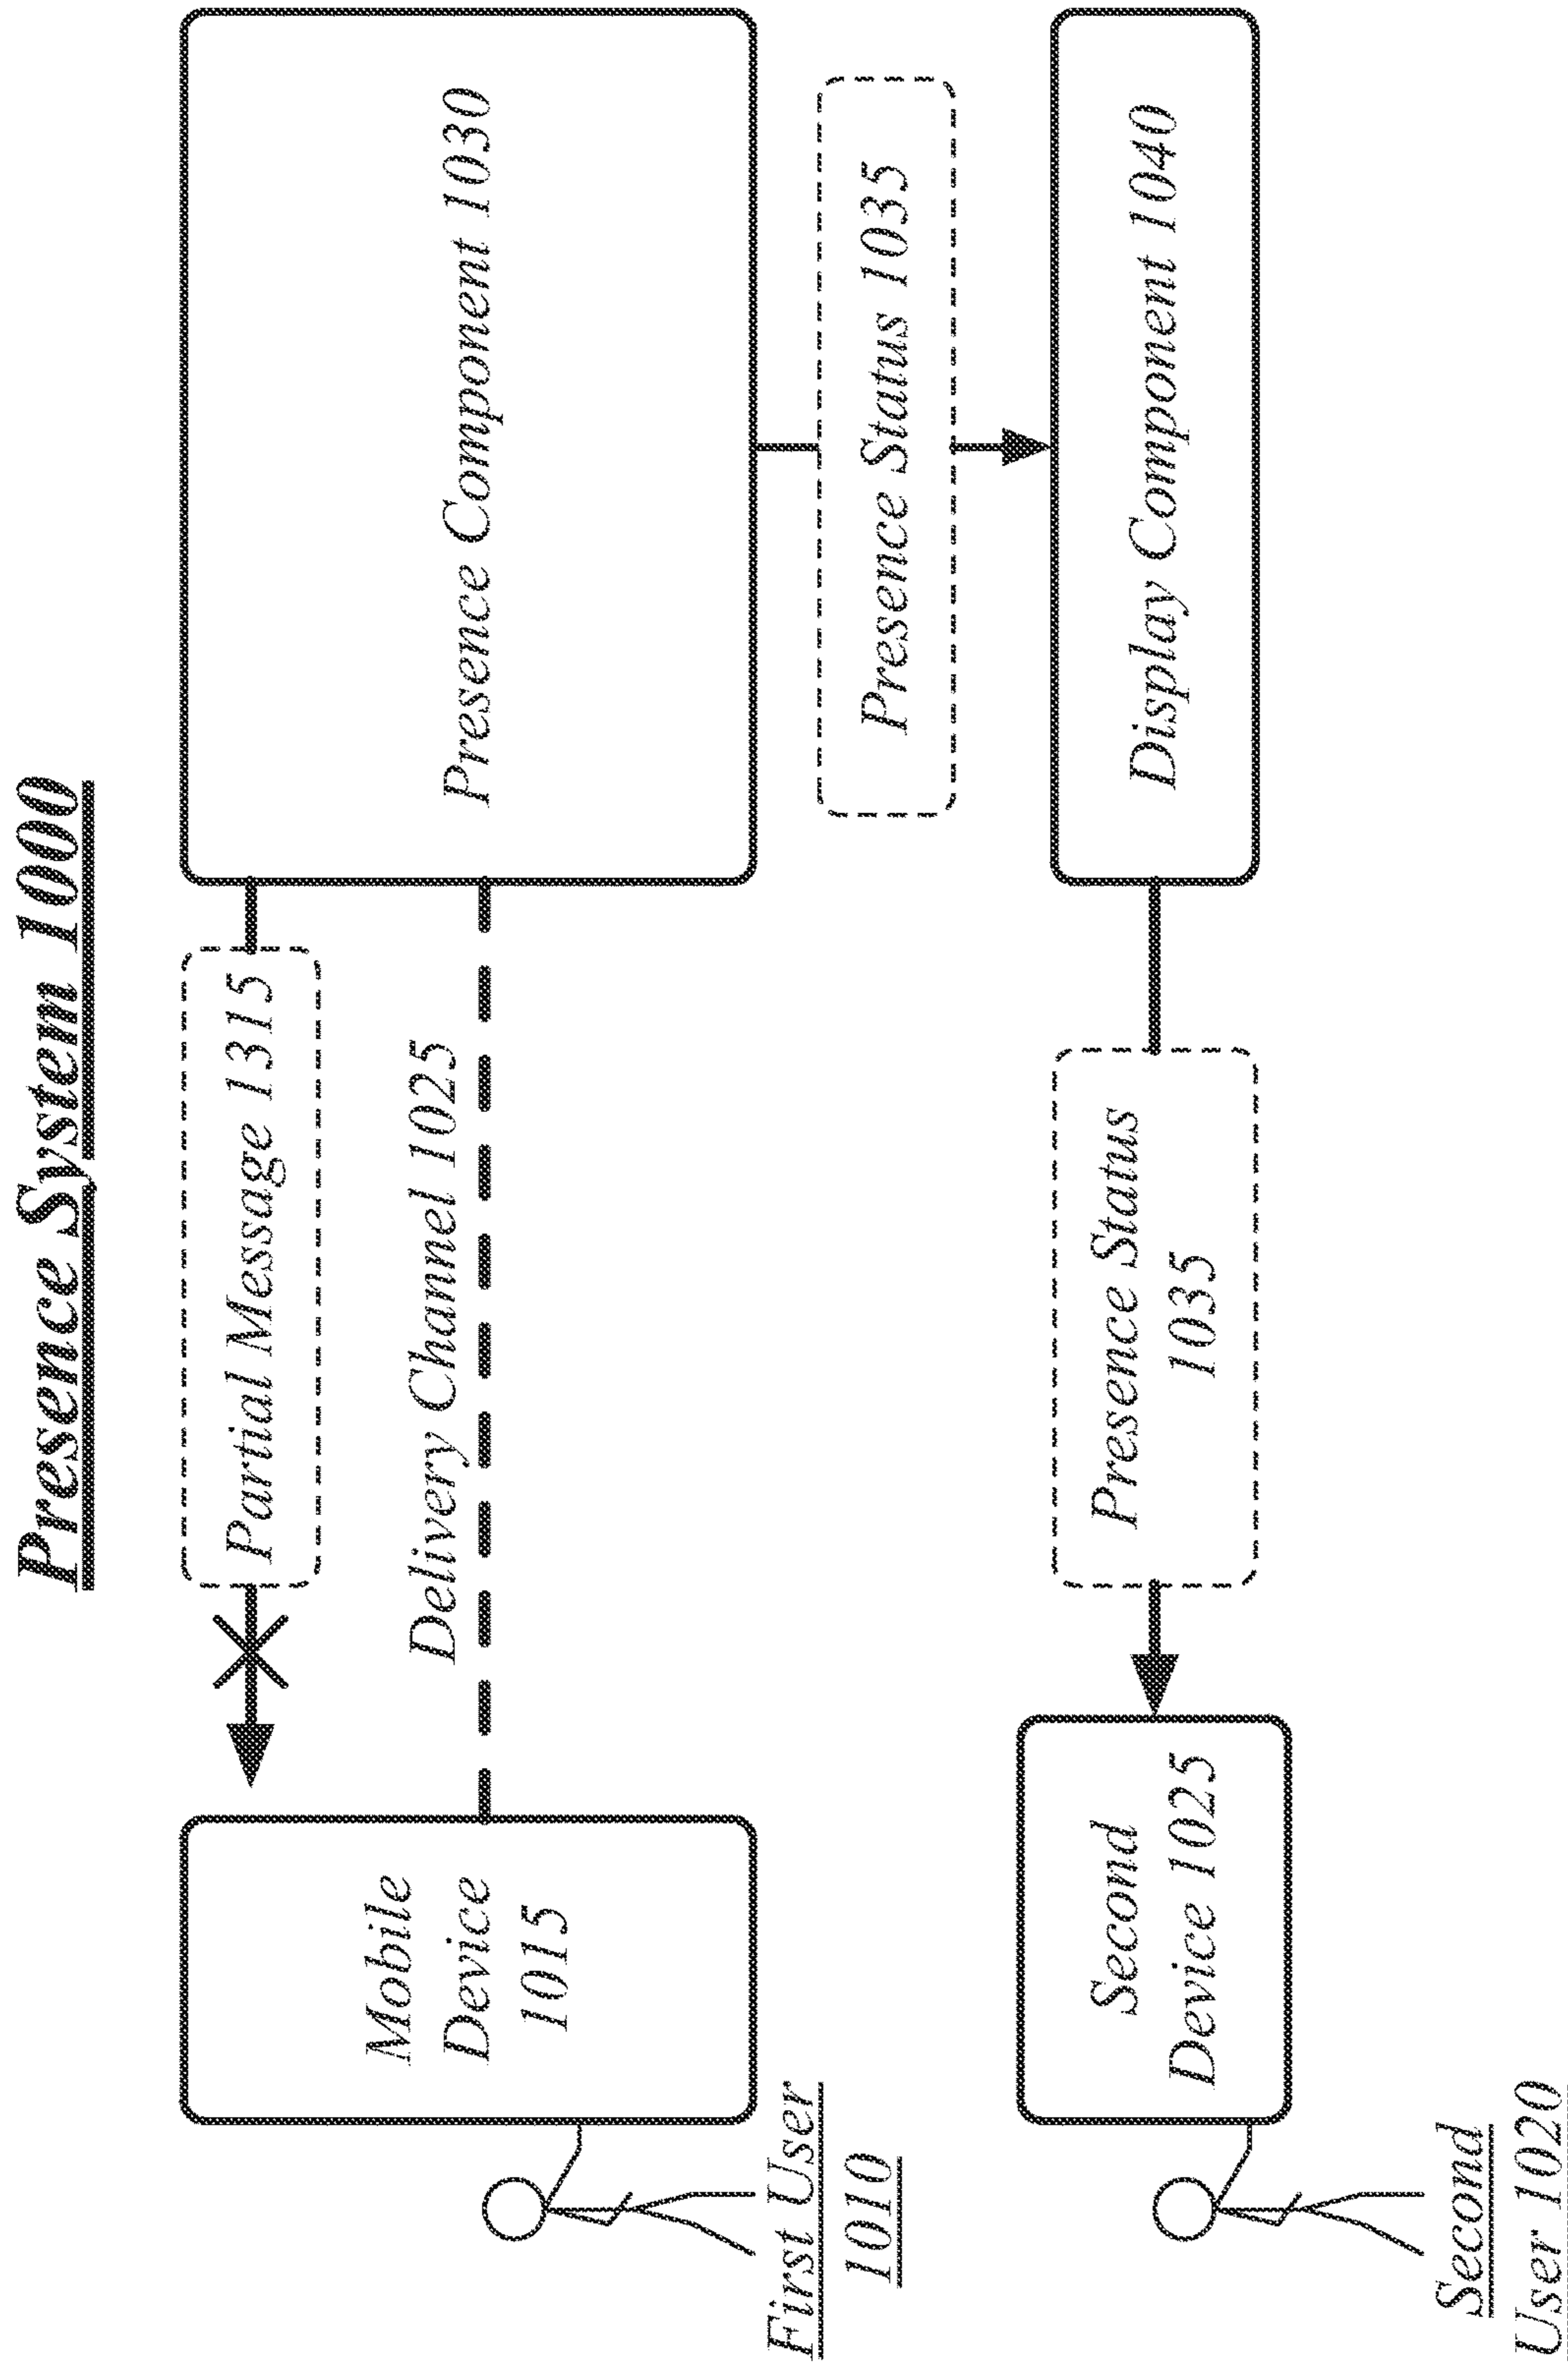 Presence System 1000
Partial Message 1315
Delivery Channel 1025
Mobile
Device
1015
Presence Component 1030
First User
1010
Presence Status 1035
Second
Device 1025
Presence Status
1035
Display Component 1040
Second
User 1020